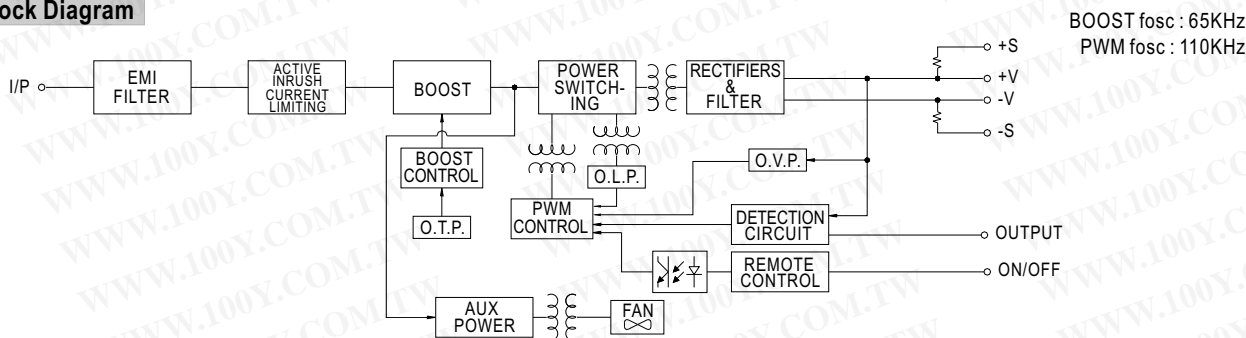 ock Diagram
BOOST fosc : 65KHz
PWM fosc : 110KHz
I/P
EMI
FILTER
ACTIVE
INRUSH
CURRENT
LIMITING
BOOST
POWER
SWITCH-
ING
RECTIFIERS
&
FILTER
+S
+V
-V
-S
BOOST
CONTROL
O.T.P.
O.L.P.
O.V.P.
PWM
CONTROL
DETECTION
CIRCUIT
OUTPUT
REMOTE
CONTROL
ON/OFF
AUX
POWER
FAN
WWW.100Y.COM.TW